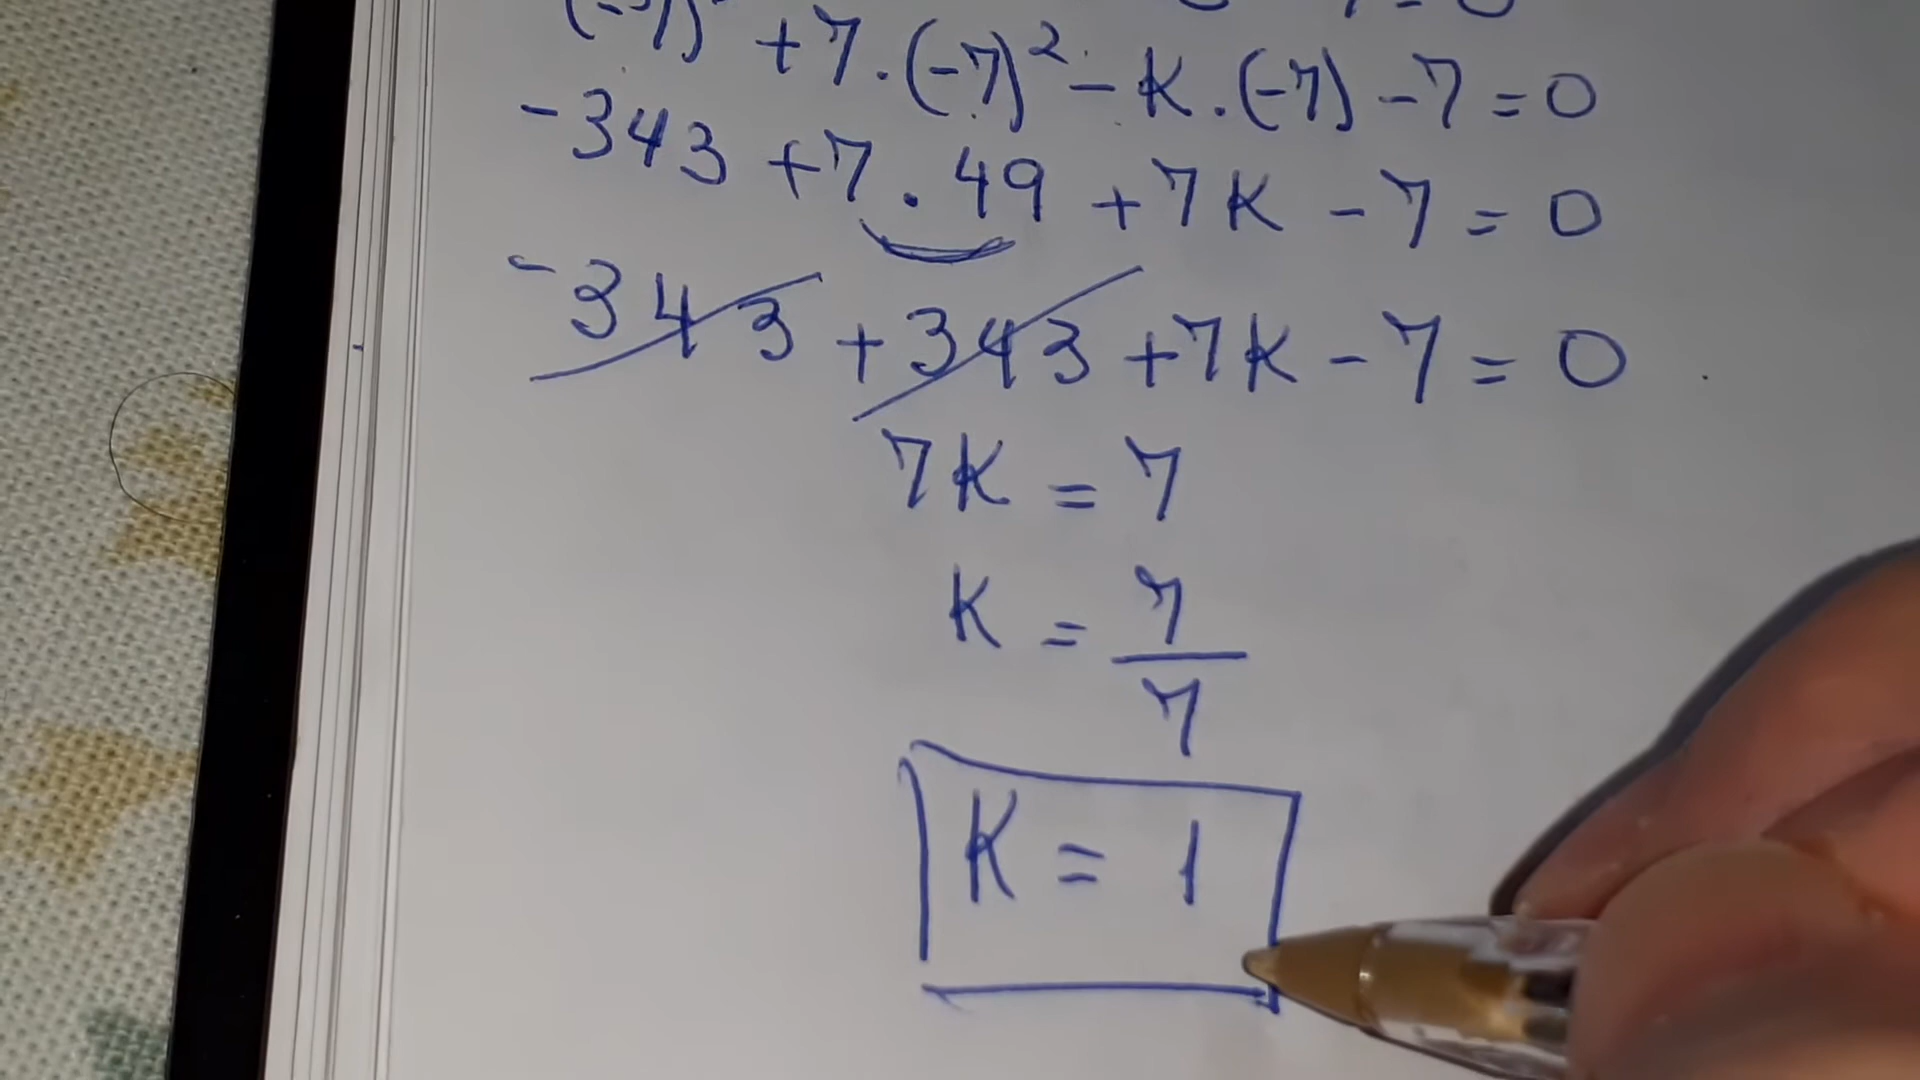 +7.(-7)² - K.(-7) -7 = 0
-343 +7.49 +7K -7 = 0
-343 +343 +7K -7 = 0
7K = 7
K = 7/7
K = 1